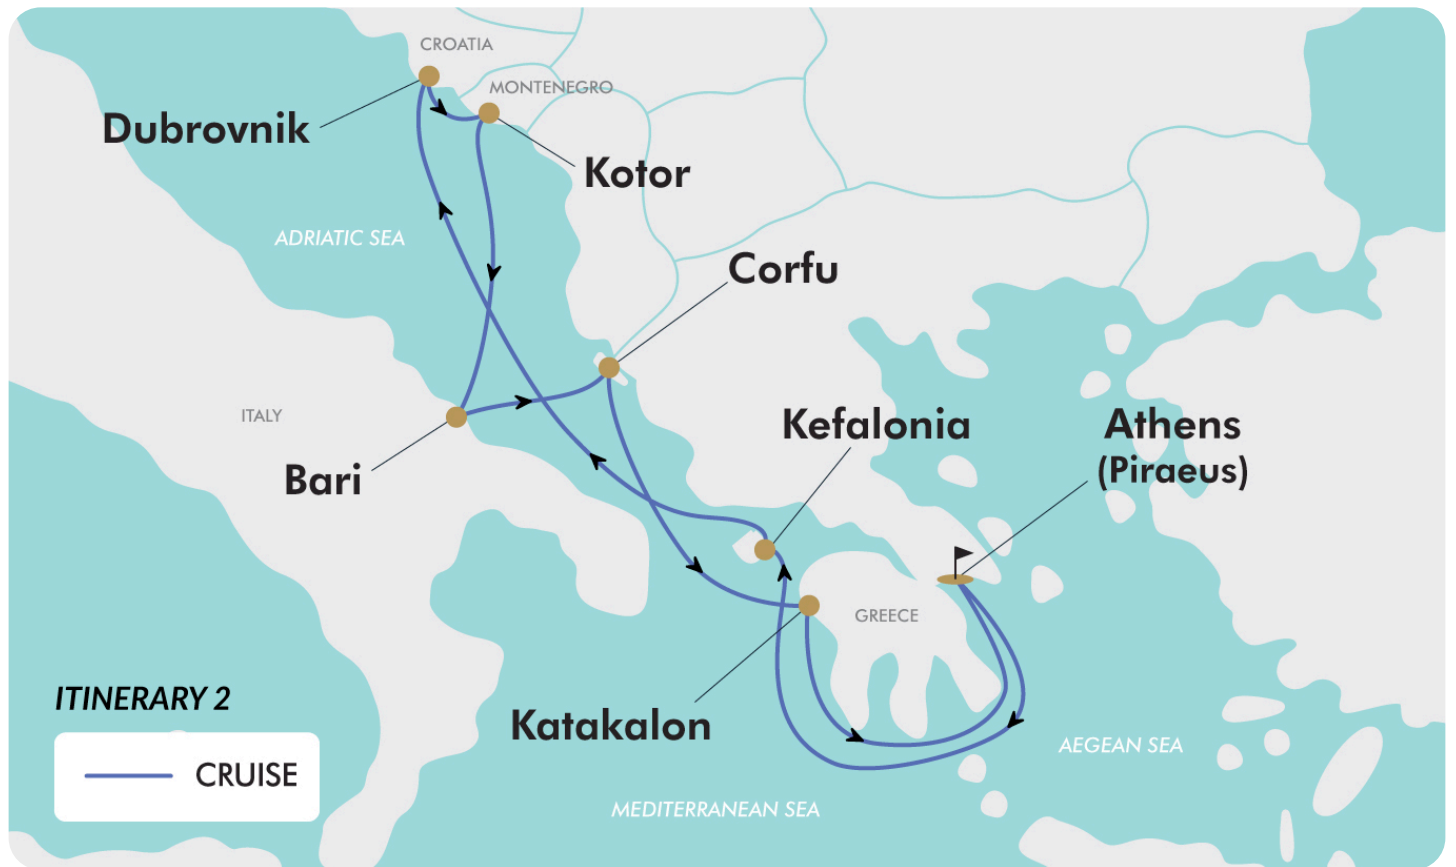 CROATIA
MONTENEGRO
Dubrovnik
Kotor
ADRIATIC SEA
Corfu
ITALY
Kefalonia
Athens
(Piraeus)
Bari
GREECE
ITINERARY 2
Katakalon
AEGEAN SEA
CRUISE
MEDITERRANEAN SEA